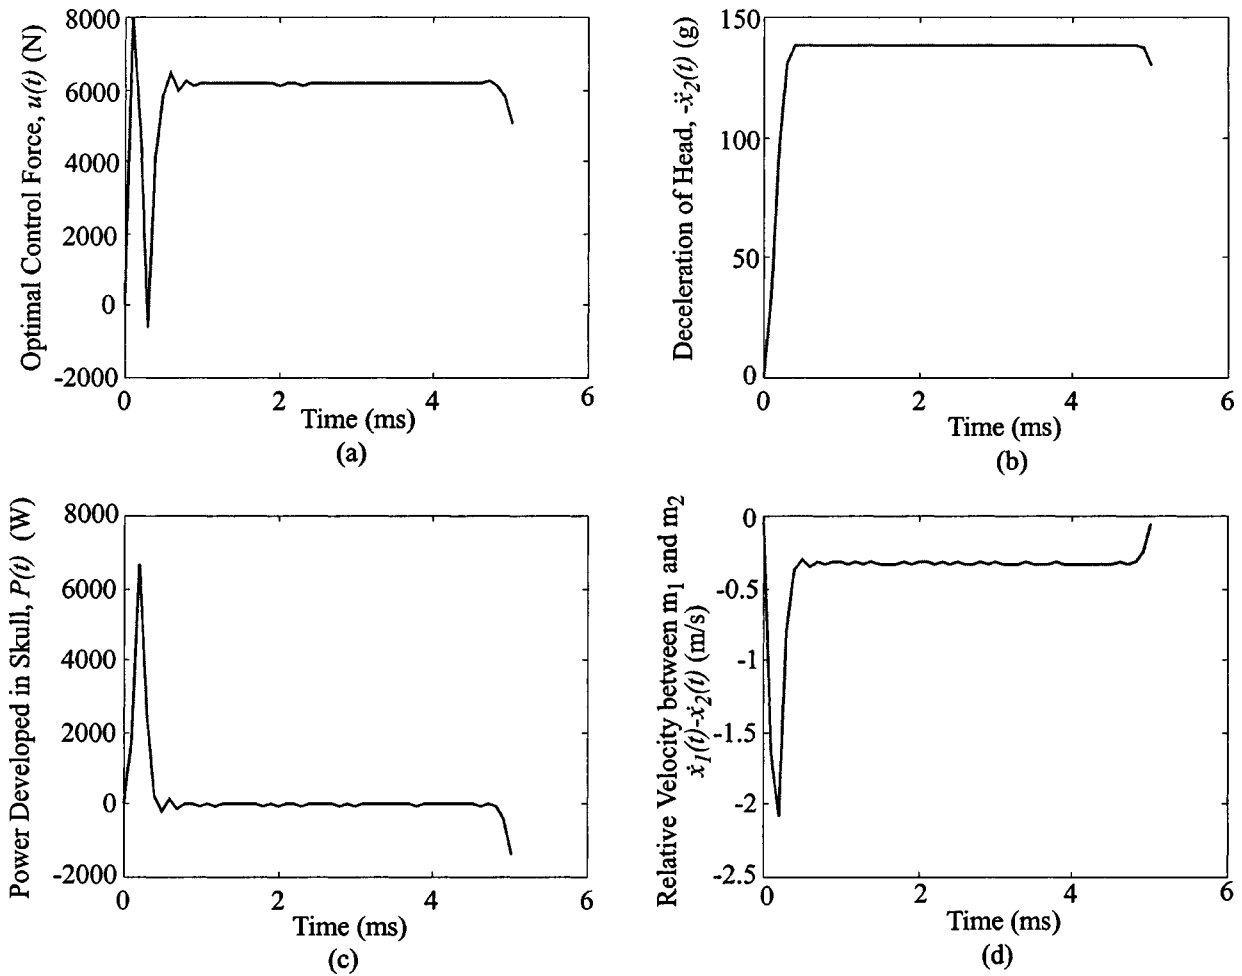 Optimal Control Force, u(t) (N)
8000
6000
4000
2000
0
-2000
0
2
4
6
Time (ms)
(a)
Deceleration of Head, -ẍ2(t) (g)
150
100
50
0
0
2
4
6
Time (ms)
(b)
Power Developed in Skull, P(t) (W)
8000
6000
4000
2000
0
-2000
0
2
4
6
Time (ms)
(c)
Relative Velocity between m1 and m2
ẋ1(t)-ẋ2(t) (m/s)
0
-0.5
-1
-1.5
-2
-2.5
0
2
4
6
Time (ms)
(d)